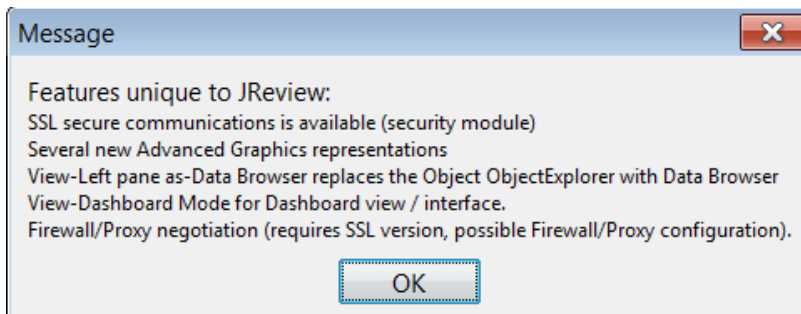 Message
Features unique to JReview:
SSL secure communications is available (security module)
Several new Advanced Graphics representations
View-Left pane as-Data Browser replaces the Object ObjectExplorer with Data Browser
View-Dashboard Mode for Dashboard view / interface.
Firewall/Proxy negotiation (requires SSL version, possible Firewall/Proxy configuration).
OK